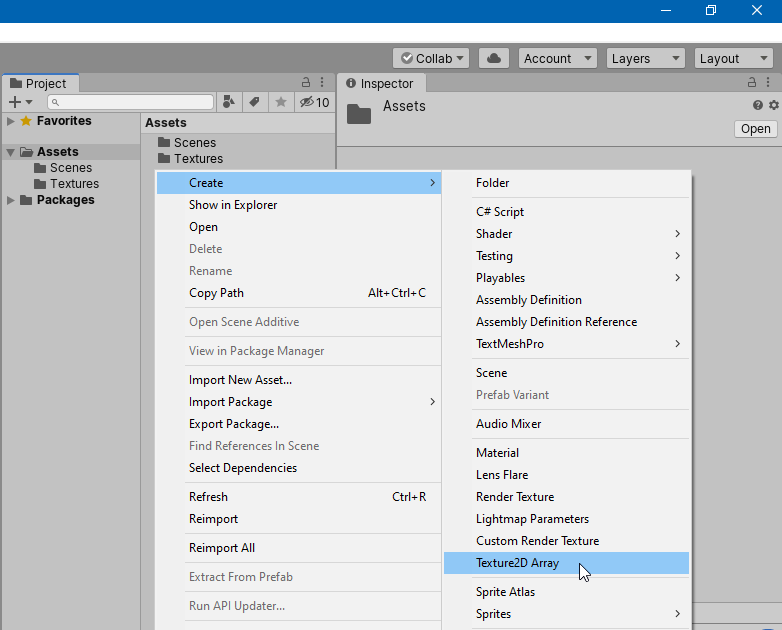 Collab
Account
Layers
Layout
Project
Inspector
10
Assets
Open
Favorites
Assets
Scenes
Textures
Packages
Assets
Scenes
Textures
Create
Show in Explorer
Open
Delete
Rename
Copy Path Alt+Ctrl+C
Open Scene Additive
View in Package Manager
Import New Asset...
Import Package
Export Package...
Find References In Scene
Select Dependencies
Refresh Ctrl+R
Reimport
Reimport All
Extract From Prefab
Run API Updater...
Folder
C# Script
Shader
Testing
Playables
Assembly Definition
Assembly Definition Reference
TextMeshPro
Scene
Prefab Variant
Audio Mixer
Material
Lens Flare
Render Texture
Lightmap Parameters
Custom Render Texture
Texture2D Array
Sprite Atlas
Sprites